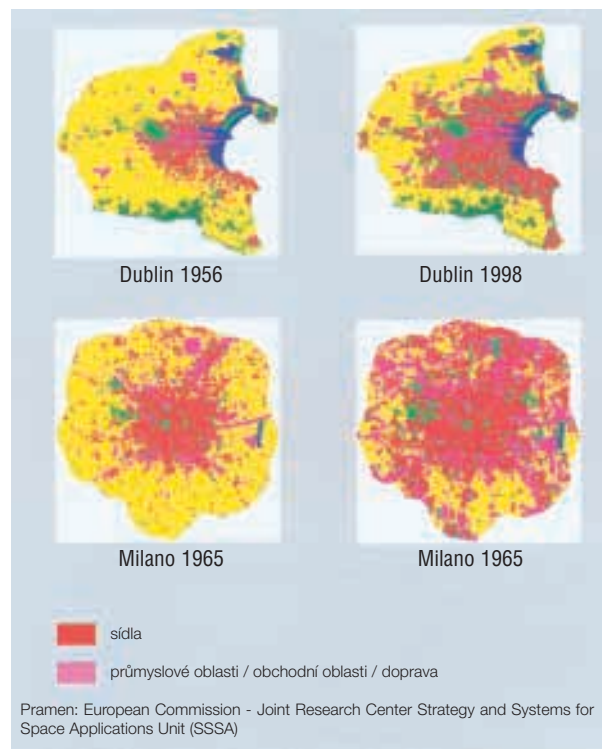 Dublin 1956
Dublin 1998
Milano 1965
Milano 1965
sídla
průmyslové oblasti / obchodní oblasti / doprava
Pramen: European Commission - Joint Research Center Strategy and Systems for
Space Applications Unit (SSSA)